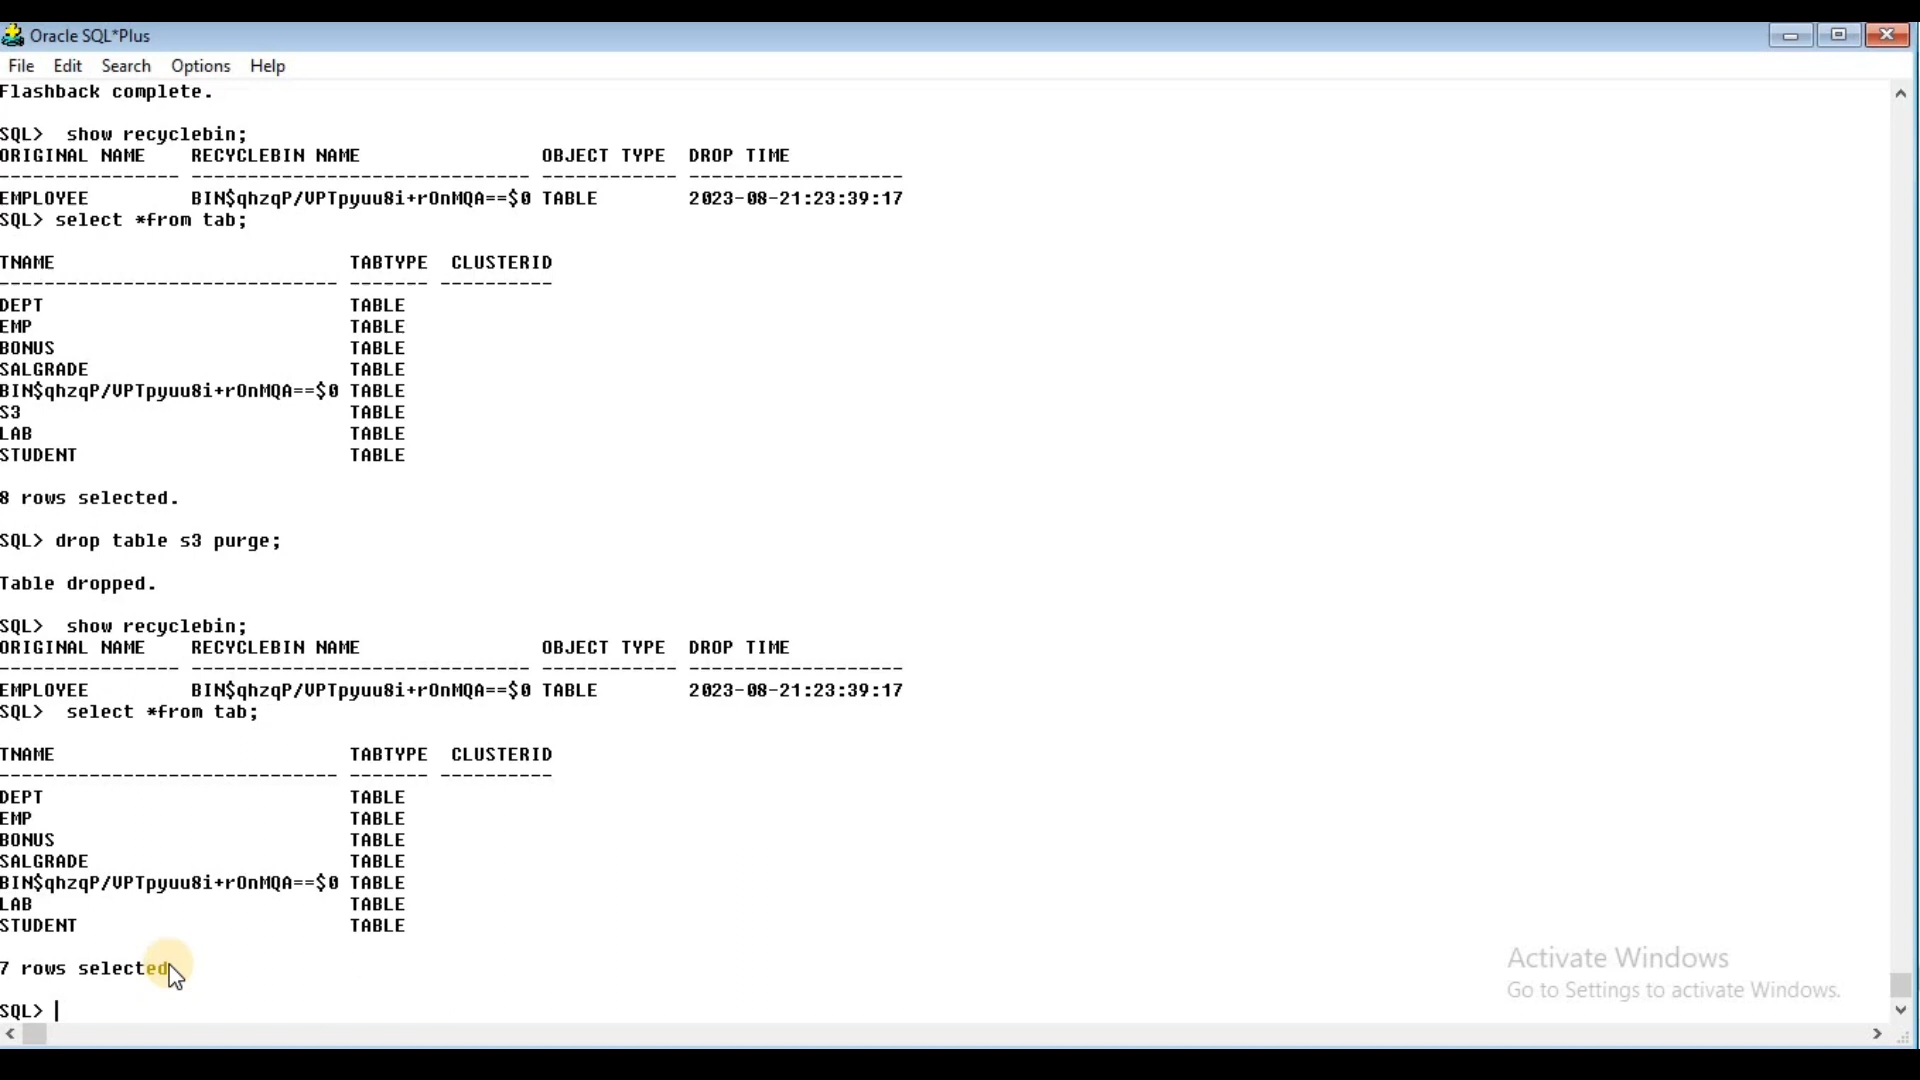 Oracle SQL*Plus
File Edit Search Options Help
Flashback complete.
SQL>  show recyclebin;
ORIGINAL NAME    RECYCLEBIN NAME                OBJECT TYPE  DROP TIME
---------------- ------------------------------ ------------ -------------------
EMPLOYEE         BIN$qhzqP/VPTpyuu8i+rOnMQA==$0 TABLE        2023-08-21:23:39:17
SQL> select *from tab;
TNAME                          TABTYPE  CLUSTERID
------------------------------ ------- ----------
DEPT                           TABLE
EMP                            TABLE
BONUS                          TABLE
SALGRADE                       TABLE
BIN$qhzqP/VPTpyuu8i+rOnMQA==$0 TABLE
S3                             TABLE
LAB                            TABLE
STUDENT                        TABLE
8 rows selected.
SQL> drop table s3 purge;
Table dropped.
SQL>  show recyclebin;
ORIGINAL NAME    RECYCLEBIN NAME                OBJECT TYPE  DROP TIME
---------------- ------------------------------ ------------ -------------------
EMPLOYEE         BIN$qhzqP/VPTpyuu8i+rOnMQA==$0 TABLE        2023-08-21:23:39:17
SQL>  select *from tab;
TNAME                          TABTYPE  CLUSTERID
------------------------------ ------- ----------
DEPT                           TABLE
EMP                            TABLE
BONUS                          TABLE
SALGRADE                       TABLE
BIN$qhzqP/VPTpyuu8i+rOnMQA==$0 TABLE
LAB                            TABLE
STUDENT                        TABLE
7 rows selected
SQL>
Activate Windows
Go to Settings to activate Windows.